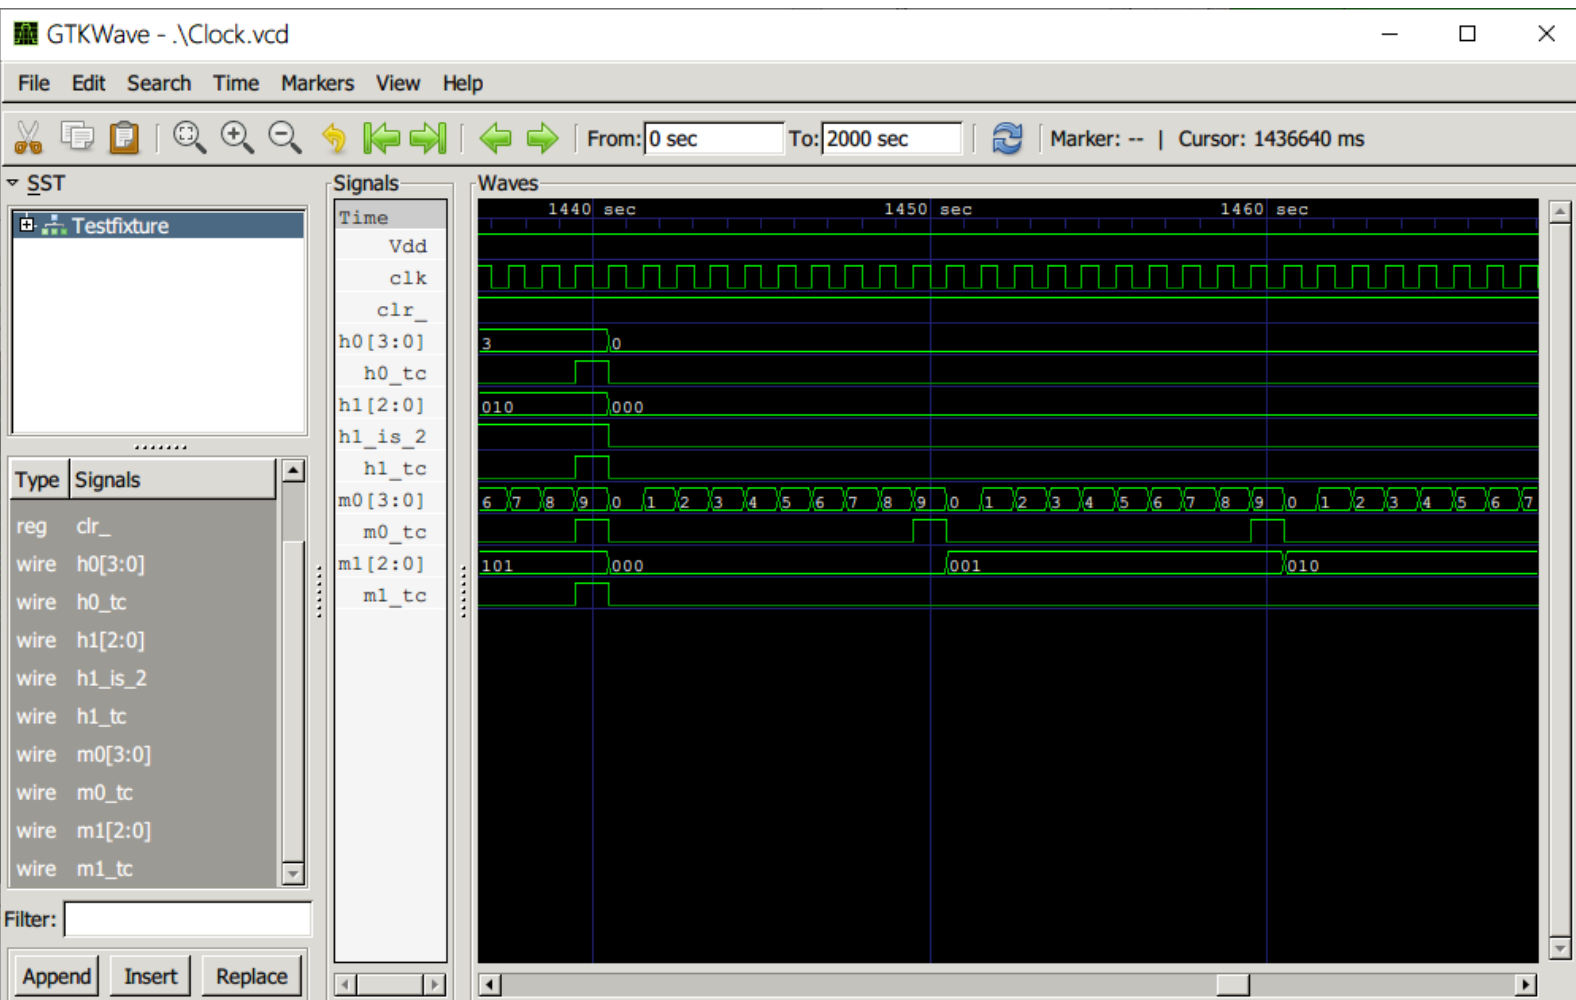 GTKWave - .\Clock.vcd
File Edit Search Time Markers View Help
From: 0 sec To: 2000 sec Marker: -- | Cursor: 1436640 ms
SST
Testfixture
Type Signals
reg clr_
wire h0[3:0]
wire h0_tc
wire h1[2:0]
wire h1_is_2
wire h1_tc
wire m0[3:0]
wire m0_tc
wire m1[2:0]
wire m1_tc
Filter:
Append Insert Replace
Signals
Time
Vdd
clk
clr_
h0[3:0]
h0_tc
h1[2:0]
h1_is_2
h1_tc
m0[3:0]
m0_tc
m1[2:0]
m1_tc
Waves
1440 sec 1450 sec 1460 sec
3 0
010 000
6 7 8 9 0 1 2 3 4 5 6 7 8 9 0 1 2 3 4 5 6 7 8 9 0 1 2 3 4 5 6 7
101 000 001 010